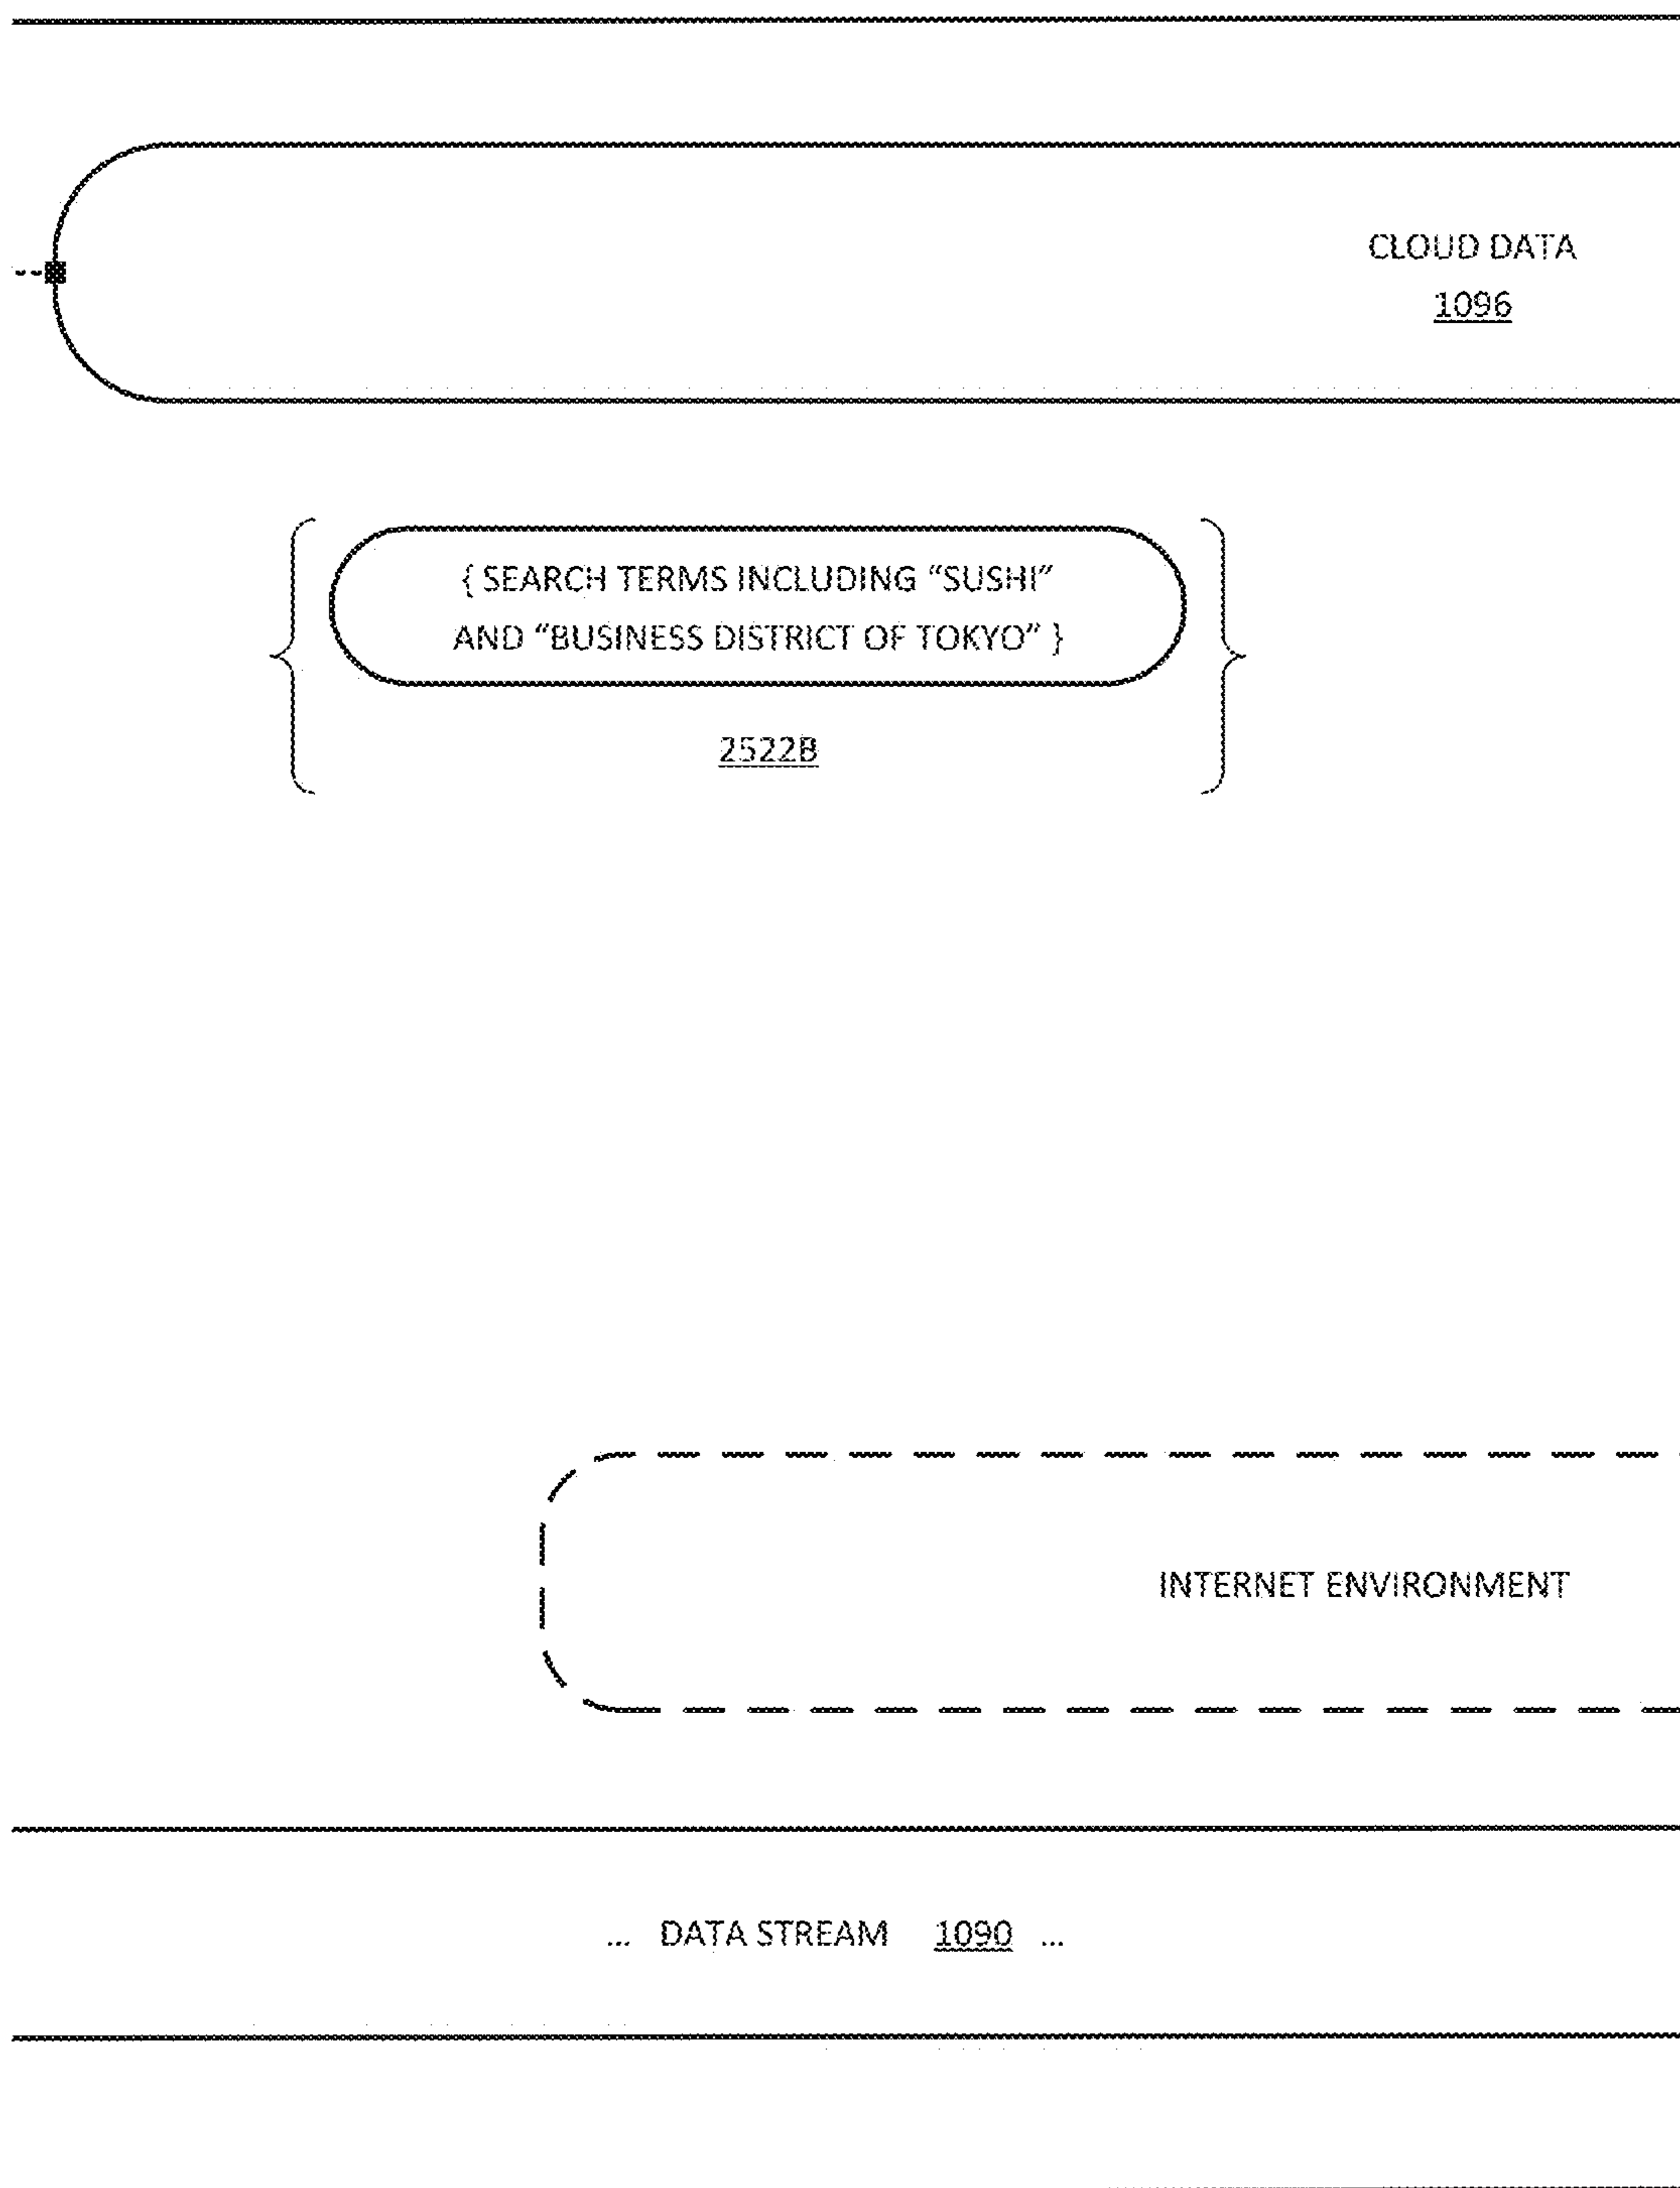 CLOUD DATA
1096
{ SEARCH TERMS INCLUDING “SUSHI”
AND “BUSINESS DISTRICT OF TOKYO” }
2522B
INTERNET ENVIRONMENT
... DATA STREAM 1090 ...